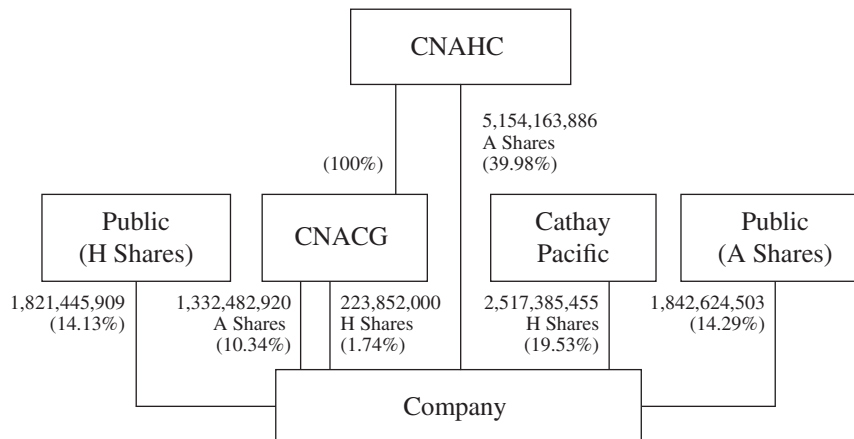 CNAHC
5,154,163,886
A Shares
(39.98%)
(100%)
Public
(H Shares)
CNACG
Cathay
Pacific
Public
(A Shares)
1,821,445,909
(14.13%)
1,332,482,920
A Shares
(10.34%)
223,852,000
H Shares
(1.74%)
2,517,385,455
H Shares
(19.53%)
1,842,624,503
(14.29%)
Company